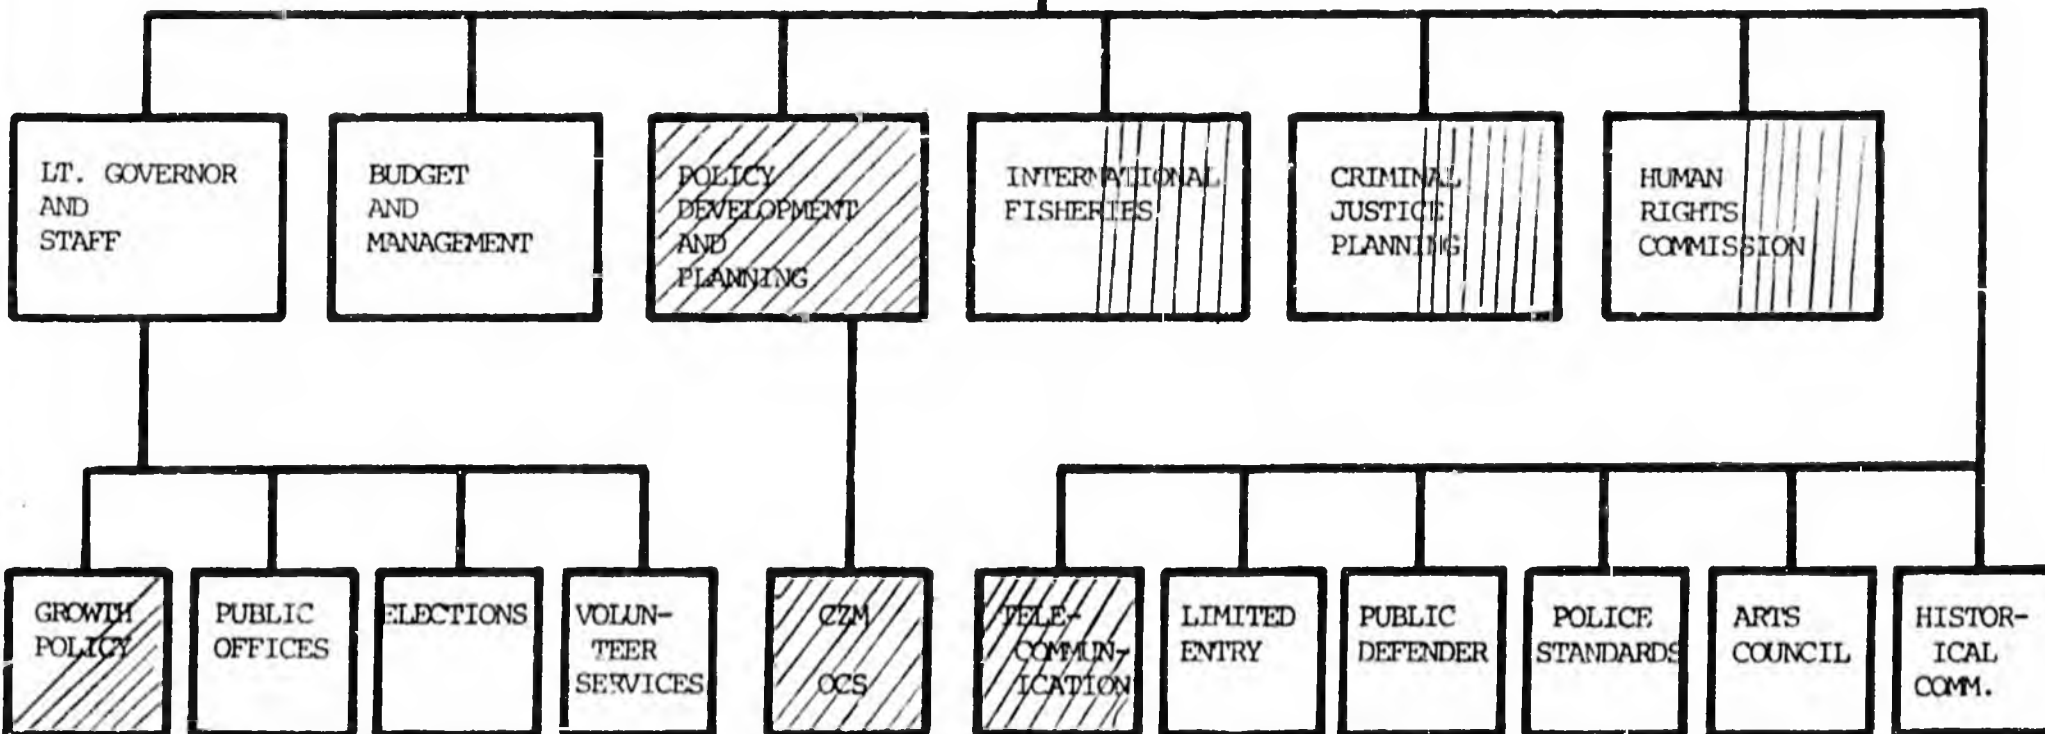 LT. GOVERNOR
AND
STAFF
BUDGET
AND
MANAGEMENT
POLICY
DEVELOPMENT
AND
PLANNING
INTERNATIONAL
FISHERIES
CRIMINAL
JUSTICE
PLANNING
HUMAN
RIGHTS
COMMISSION
GROWTH
POLICY
PUBLIC
OFFICES
ELECTIONS
VOLUN-
TEER
SERVICES
CZM
OCS
TELE-
COMMUN-
ICATION
LIMITED
ENTRY
PUBLIC
DEFENDER
POLICE
STANDARDS
ARTS
COUNCIL
HISTOR-
ICAL
COMM.